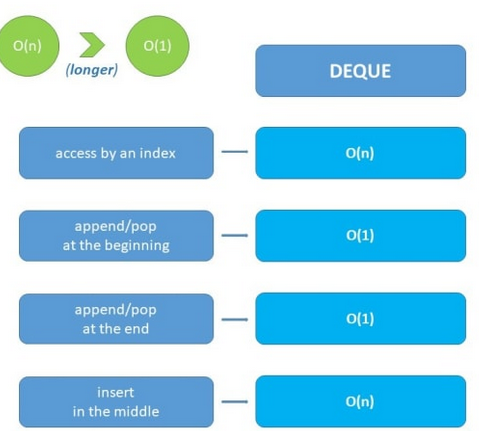 O(n)
O(1)
(longer)
DEQUE
access by an index
O(n)
append/pop
at the beginning
O(1)
append/pop
at the end
O(1)
insert
in the middle
O(n)